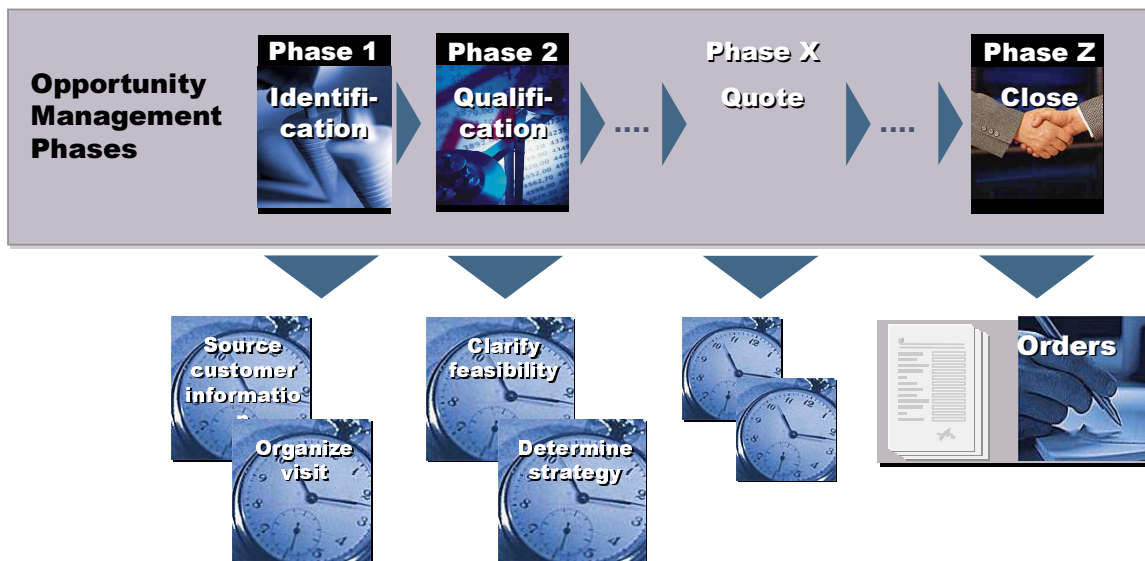 Opportunity
Management
Phases
Phase 1
Identifi-
cation
Phase 2
Qualifi-
cation
....
Phase X
Quote
....
Phase Z
Close
Source
customer
informatio
n
Organize
visit
Clarify
feasibility
Determine
strategy
Orders